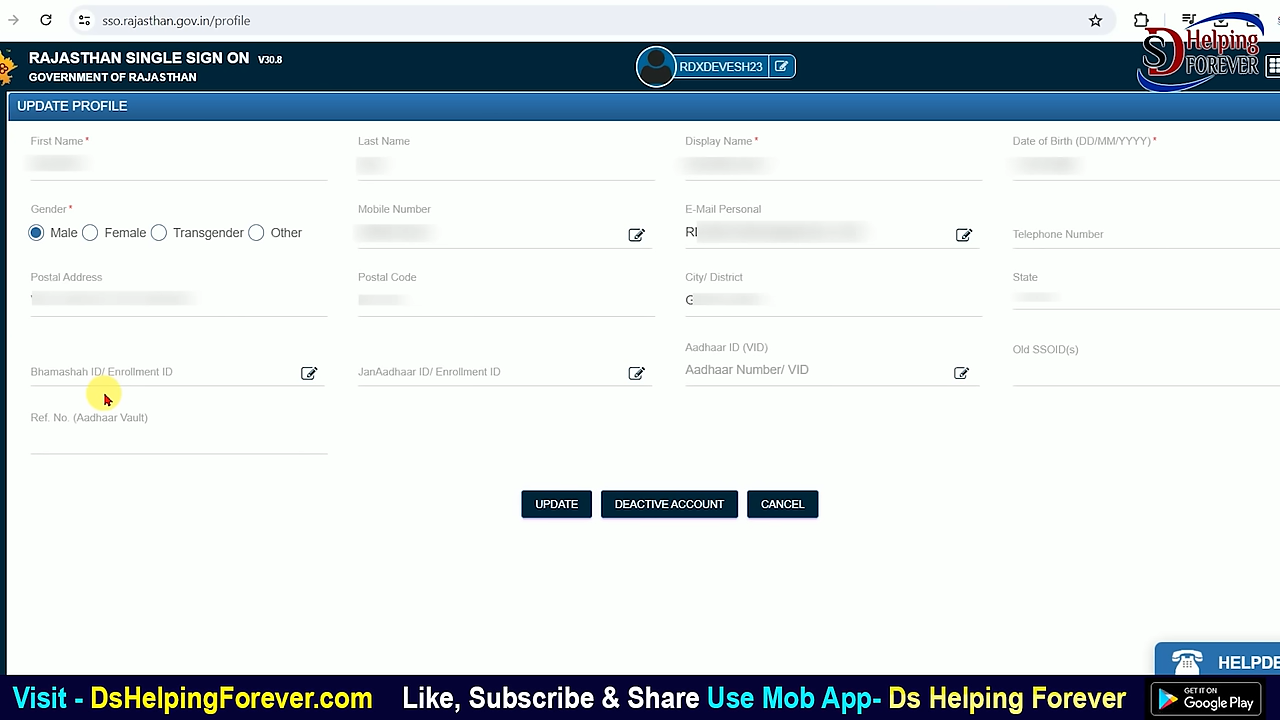 sso.rajasthan.gov.in/profile
SD Helping FOREVER
RAJASTHAN SINGLE SIGN ON V30.8
GOVERNMENT OF RAJASTHAN
RDXDEVESH23
UPDATE PROFILE
First Name *
Last Name
Display Name *
Date of Birth (DD/MM/YYYY) *
Gender *
Mobile Number
E-Mail Personal
Male Female Transgender Other
Telephone Number
Postal Address
Postal Code
City/ District
State
Aadhaar ID (VID)
Old SSOID(s)
Bhamashah ID/ Enrollment ID
JanAadhaar ID/ Enrollment ID
Aadhaar Number/ VID
Ref. No. (Aadhaar Vault)
UPDATE
DEACTIVE ACCOUNT
CANCEL
HELPDE
Visit - DsHelpingForever.com Like, Subscribe & Share Use Mob App- Ds Helping Forever
GET IT ON
Google Play